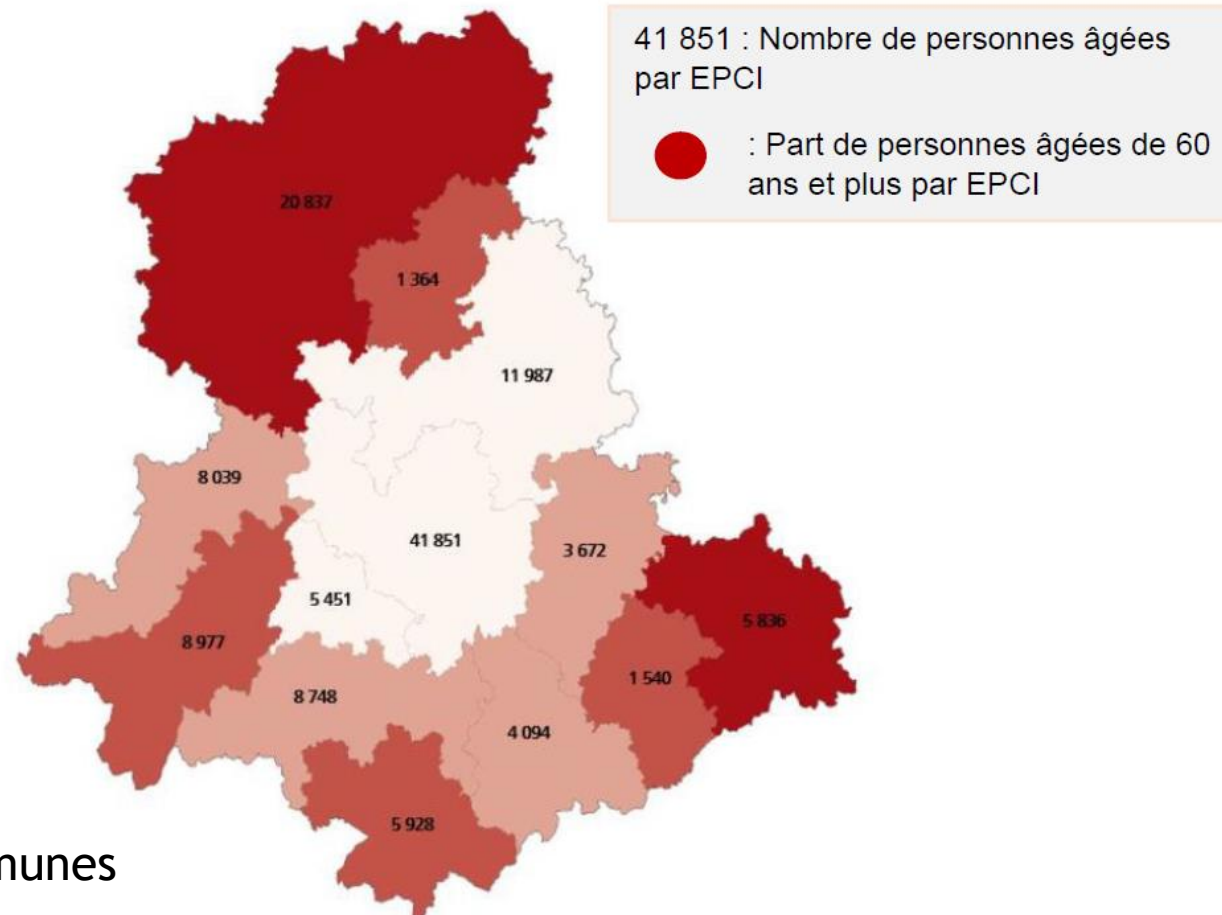 41 851 : Nombre de personnes âgées
par EPCI
: Part de personnes âgées de 60
ans et plus par EPCI
20 837
1 364
11 987
8 039
41 851
3 672
5 451
5 836
8 977
1 540
8 748
4 094
5 928
munes